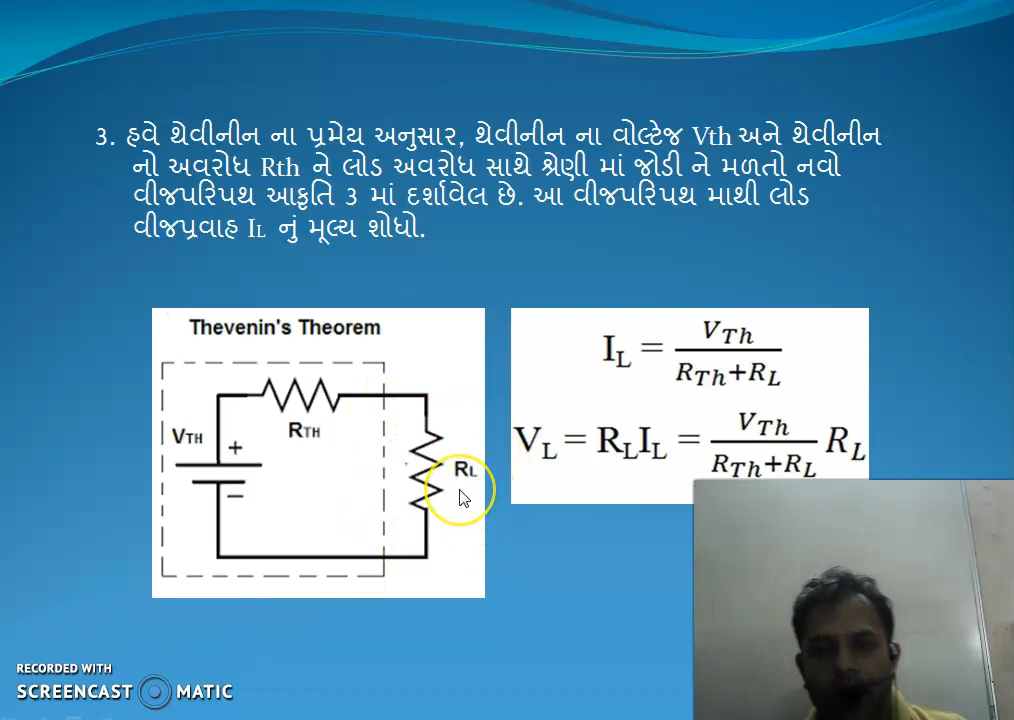 3. હવે થેવીનીન ના પ્રમેય અનુસાર, થેવીનીન ના વોલ્ટેજ Vth અને થેવીનીન
નો અવરોધ Rth ને લોડ અવરોધ સાથે શ્રેણી માં જોડી ને મળતો નવો
વીજપરિપથ આકૃતિ 3 માં દર્શાવેલ છે. આ વીજપરિપથ માથી લોડ
વીજપ્રવાહ IL નું મૂલ્ય શોધો.
Thevenin's Theorem
VTH
+
−
RTH
RL
IL = VTh / RTh+RL
VL = RLIL = VTh / RTh+RL RL
RECORDED WITH
SCREENCAST MATIC